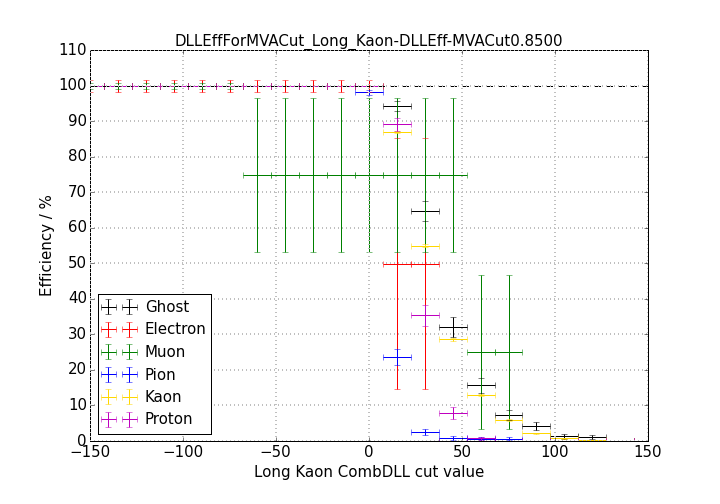 DLLEffForMVACut_Long_Kaon-DLLEff-MVACut0.8500
110
100
90
80
70
60
50
40
30
20
10
0
Efficiency / %
Ghost
Electron
Muon
Pion
Kaon
Proton
−150 −100 −50 0 50 100 150
Long Kaon CombDLL cut value